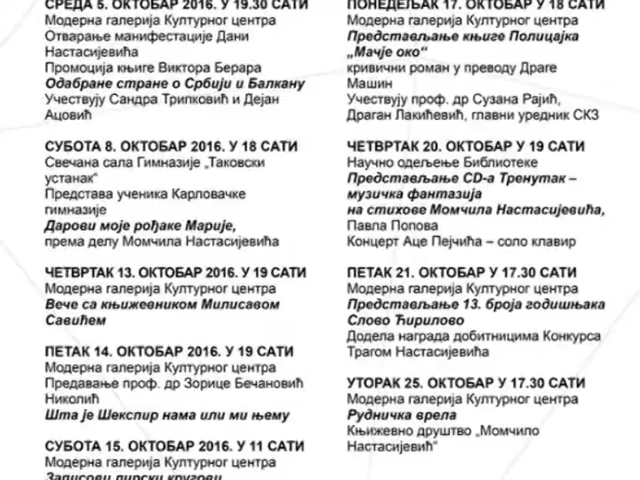 СРЕДА 5. ОКТОБАР 2016. У 19.30 САТИ
Модерна галерија Културног центра
Отварање манифестације Дани
Настасијевића
Промоција књиге Виктора Берара
Одабране стране о Србији и Балкану
Учествују Сандра Трипковић и Дејан
Ацовић
СУБОТА 8. ОКТОБАР 2016. У 18 САТИ
Свечана сала Гимназије „Таковски
устанак“
Представа ученика Карловачке
гимназије
Дарови моје рођаке Марије,
према делу Момчила Настасијевића
ЧЕТВРТАК 13. ОКТОБАР 2016. У 19 САТИ
Модерна галерија Културног центра
Вече са књижевником Милисавом
Савићем
ПЕТАК 14. ОКТОБАР 2016. У 19 САТИ
Модерна галерија Културног центра
Предавање проф. др Зорице Бечановић
Николић
Шта је Шекспир нама или ми њему
СУБОТА 15. ОКТОБАР 2016. У 11 САТИ
Модерна галерија Културног центра
Записови лирски кругови
ПОНЕДЕЉАК 17. ОКТОБАР У 18 САТИ
Модерна галерија Културног центра
Представљање књиге Полицајка
„Мачје око“
кривични роман у преводу Драге
Машин
Учествују проф. др Сузана Рајић,
Драган Лакићевић, главни уредник СКЗ
ЧЕТВРТАК 20. ОКТОБАР У 19 САТИ
Научно одељење Библиотеке
Представљање CD-а Тренутак –
музичка фантазија
на стихове Момчила Настасијевића,
Павла Попова
Концерт Аце Пејчића – соло клавир
ПЕТАК 21. ОКТОБАР У 17.30 САТИ
Модерна галерија Културног центра
Представљање 13. броја годишњака
Слово Ћирилово
Додела награда добитницима Конкурса
Трагом Настасијевића
УТОРАК 25. ОКТОБАР У 17.30 САТИ
Модерна галерија Културног центра
Рудничка врела
Књижевно друштво „Момчило
Настасијевић“